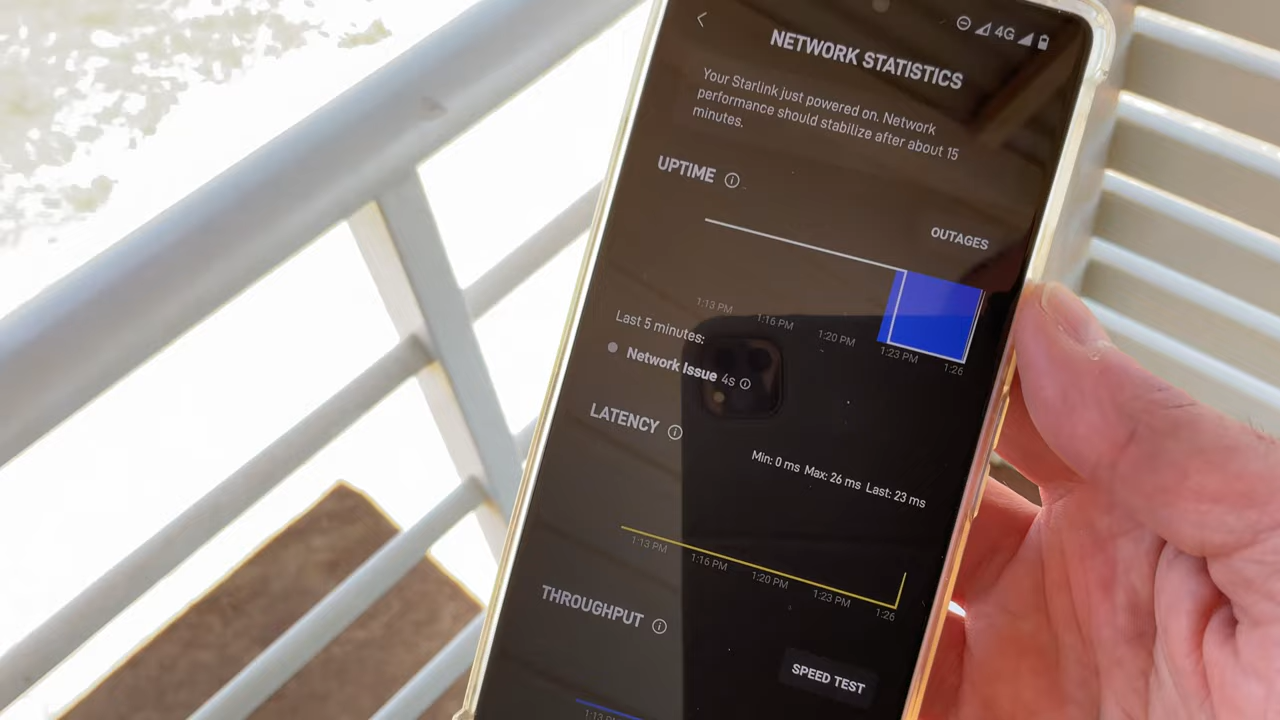 4G
NETWORK STATISTICS
Your Starlink just powered on. Network
performance should stabilize after about 15
minutes.
UPTIME
OUTAGES
1:13 PM 1:16 PM 1:20 PM 1:23 PM 1:26
Last 5 minutes:
Network Issue 4s
LATENCY
Min: 0 ms Max: 26 ms Last: 23 ms
1:13 PM 1:16 PM 1:20 PM 1:23 PM 1:26
THROUGHPUT
SPEED TEST
1:13 PM